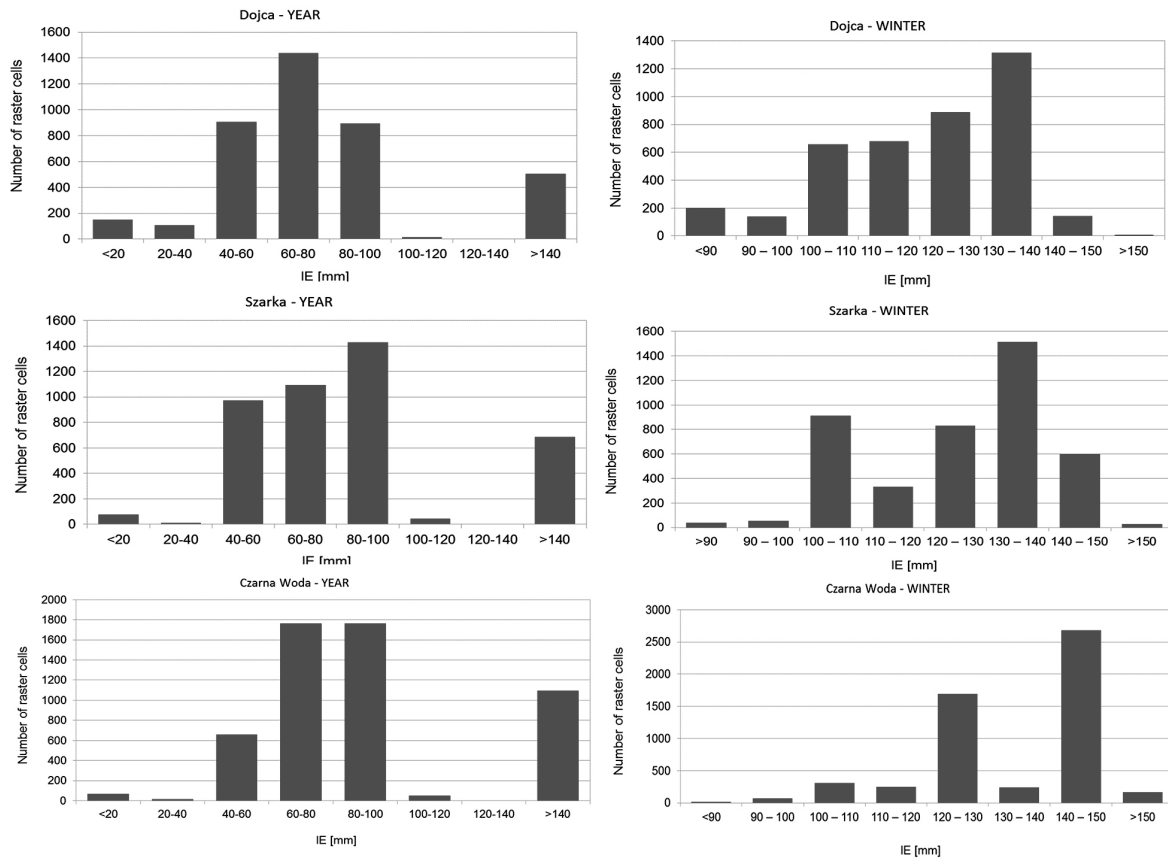 Dojca - YEAR
Number of raster cells
1600
1400
1200
1000
800
600
400
200
0
<20 20-40 40-60 60-80 80-100 100-120 120-140 >140
IE [mm]
Dojca - WINTER
Number of raster cells
1400
1200
1000
800
600
400
200
0
<90 90 – 100 100 – 110 110 – 120 120 – 130 130 – 140 140 – 150 >150
IE [mm]
Szarka - YEAR
Number of raster cells
1600
1400
1200
1000
800
600
400
200
0
<20 20-40 40-60 60-80 80-100 100-120 120-140 >140
IE [mm]
Szarka - WINTER
Number of raster cells
1600
1400
1200
1000
800
600
400
200
0
>90 90 – 100 100 – 110 110 – 120 120 – 130 130 – 140 140 – 150 >150
IE [mm]
Czarna Woda - YEAR
Number of raster cells
2000
1800
1600
1400
1200
1000
800
600
400
200
0
<20 20-40 40-60 60-80 80-100 100-120 120-140 >140
IE [mm]
Czarna Woda - WINTER
Number of raster cells
3000
2500
2000
1500
1000
500
0
<90 90 – 100 100 – 110 110 – 120 120 – 130 130 – 140 140 – 150 >150
IE [mm]